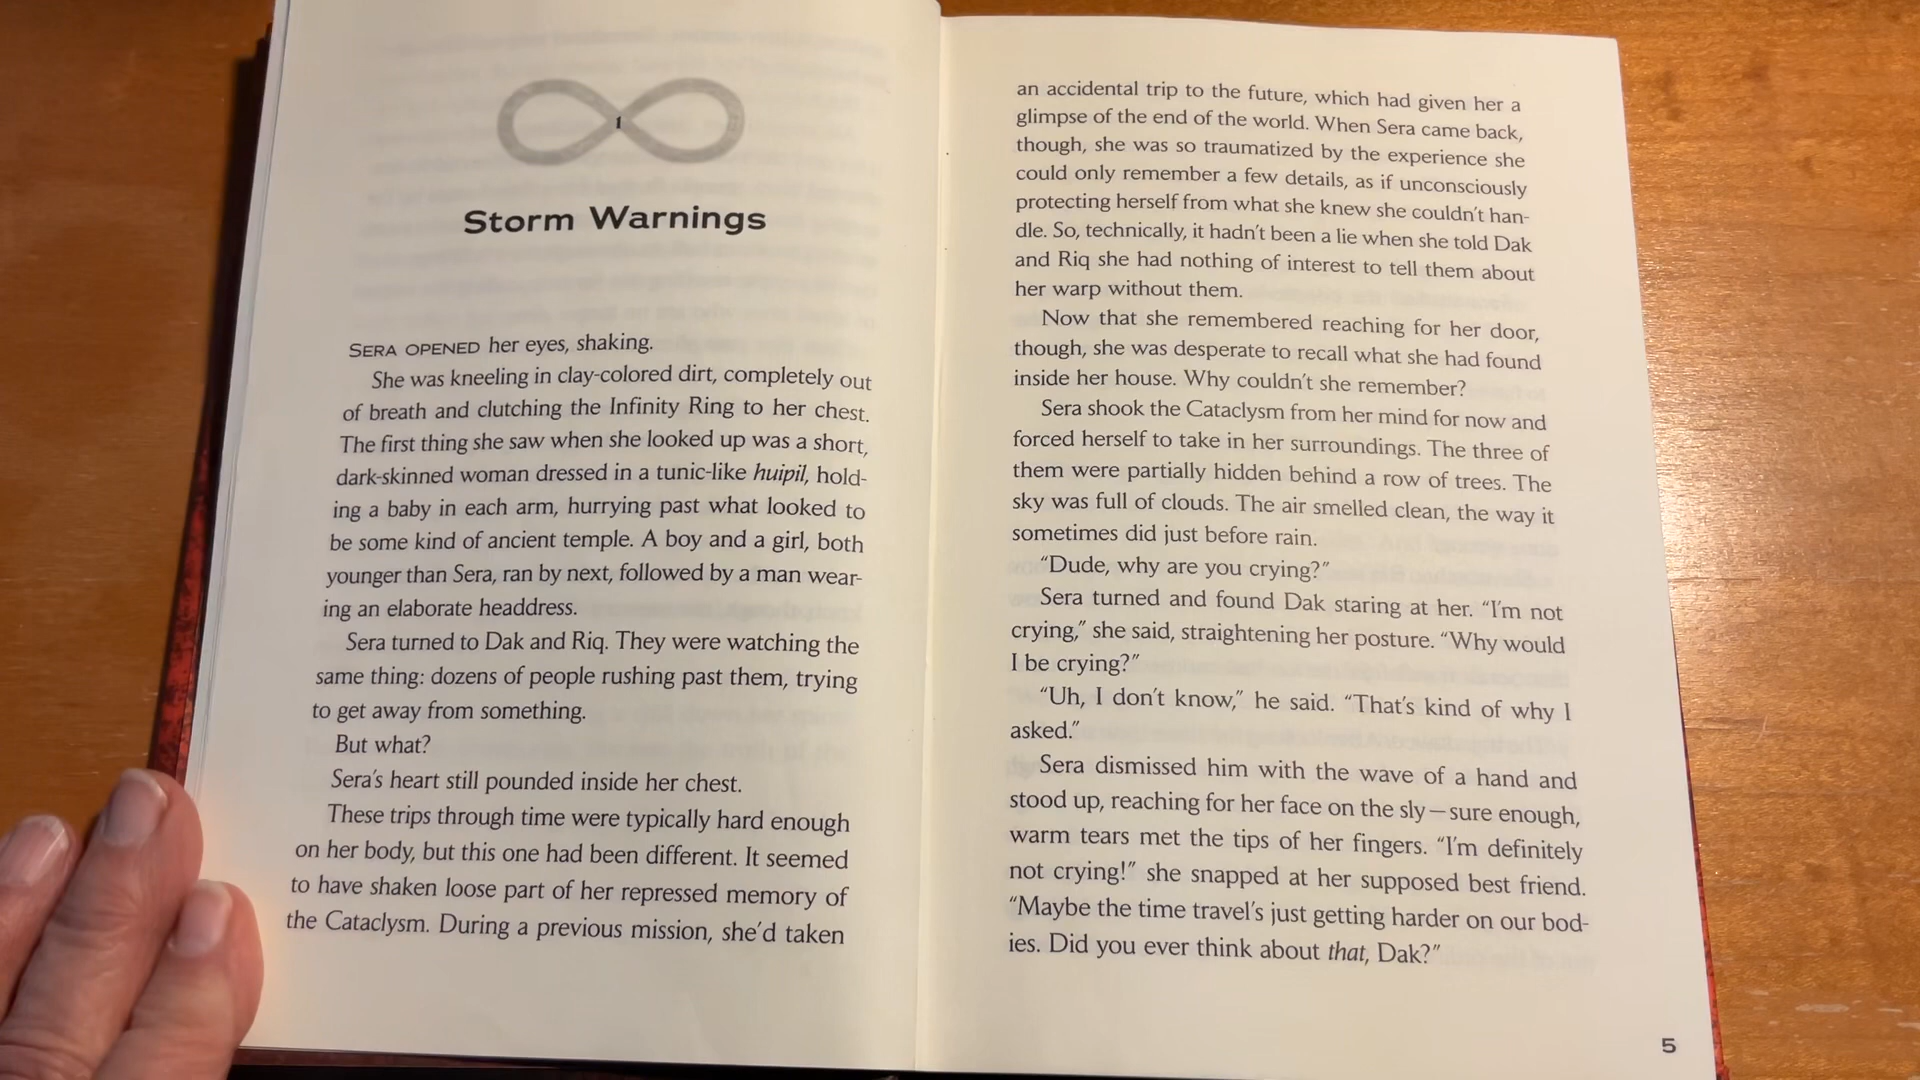 1
Storm Warnings
SERA OPENED her eyes, shaking.
She was kneeling in clay-colored dirt, completely out
of breath and clutching the Infinity Ring to her chest.
The first thing she saw when she looked up was a short,
dark-skinned woman dressed in a tunic-like huipil, hold-
ing a baby in each arm, hurrying past what looked to
be some kind of ancient temple. A boy and a girl, both
younger than Sera, ran by next, followed by a man wear-
ing an elaborate headdress.
Sera turned to Dak and Riq. They were watching the
same thing: dozens of people rushing past them, trying
to get away from something.
But what?
Sera's heart still pounded inside her chest.
These trips through time were typically hard enough
on her body, but this one had been different. It seemed
to have shaken loose part of her repressed memory of
the Cataclysm. During a previous mission, she'd taken
an accidental trip to the future, which had given her a
glimpse of the end of the world. When Sera came back,
though, she was so traumatized by the experience she
could only remember a few details, as if unconsciously
protecting herself from what she knew she couldn't han-
dle. So, technically, it hadn't been a lie when she told Dak
and Riq she had nothing of interest to tell them about
her warp without them.
Now that she remembered reaching for her door,
though, she was desperate to recall what she had found
inside her house. Why couldn't she remember?
Sera shook the Cataclysm from her mind for now and
forced herself to take in her surroundings. The three of
them were partially hidden behind a row of trees. The
sky was full of clouds. The air smelled clean, the way it
sometimes did just before rain.
“Dude, why are you crying?”
Sera turned and found Dak staring at her. “I'm not
crying,” she said, straightening her posture. “Why would
I be crying?”
“Uh, I don't know,” he said. “That's kind of why I
asked.”
Sera dismissed him with the wave of a hand and
stood up, reaching for her face on the sly—sure enough,
warm tears met the tips of her fingers. “I'm definitely
not crying!” she snapped at her supposed best friend.
“Maybe the time travel's just getting harder on our bod-
ies. Did you ever think about that, Dak?”
5